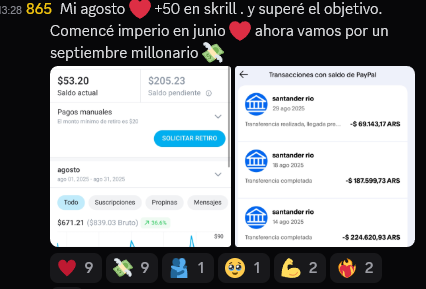 13:28 865 Mi agosto ❤️ +50 en skrill . y superé el objetivo.
Comencé imperio en junio ❤️ ahora vamos por un
septiembre millonario 💸
$53.20
Saldo actual
$205.23
Saldo pendiente
Pagos manuales
El monto mínimo de retiro es $20
SOLICITAR RETIRO
agosto
ago 01, 2025 - ago 31, 2025
Todo Suscripciones Propinas Mensajes
$671.21 ($839.03 Bruto) 36.6%
$90
Transacciones con saldo de PayPal
santander rio
29 ago 2025
Transferencia realizada, llegada pre... -$ 69.143,17 ARS
santander rio
18 ago 2025
Transferencia completada -$ 187.599,73 ARS
santander rio
14 ago 2025
Transferencia completada -$ 224.620,93 ARS
❤️ 9 💸 9 🫂 1 🥹 1 💪 2 ❤️‍🔥 2